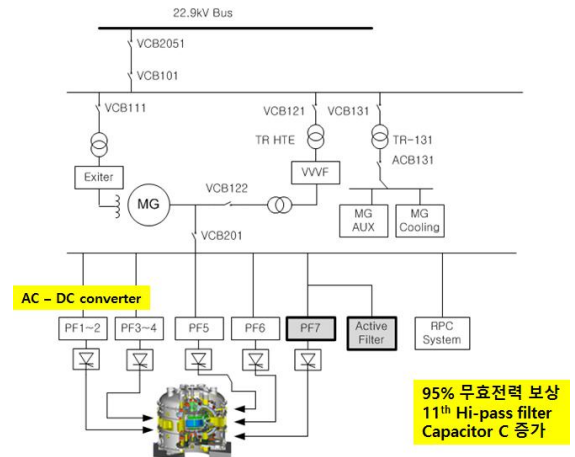 22.9kV Bus
VCB2051
VCB101
VCB111
VCB121
VCB131
TR HTE
TR-131
ACB131
Exiter
VVVF
MG
VCB122
MG
AUX
MG
Cooling
VCB201
AC – DC converter
PF1~2
PF3~4
PF5
PF6
PF7
Active
Filter
RPC
System
95% 무효전력 보상
11th Hi-pass filter
Capacitor C 증가